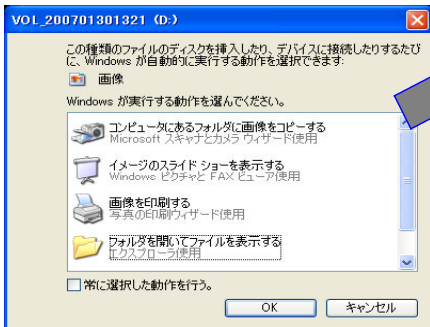 VOL_200701301321 (D:)
この種類のファイルのディスクを挿入したり、デバイスに接続したりするたび
に、Windows が自動的に実行する動作を選択できます:
画像
Windows が実行する動作を選んでください。
コンピュータにあるフォルダに画像をコピーする
Microsoft スキャナとカメラ ウィザード使用
イメージのスライド ショーを表示する
Windows ピクチャと FAX ビューア使用
画像を印刷する
写真の印刷ウィザード使用
フォルダを開いてファイルを表示する
エクスプローラ使用
常に選択した動作を行う。
OK
キャンセル